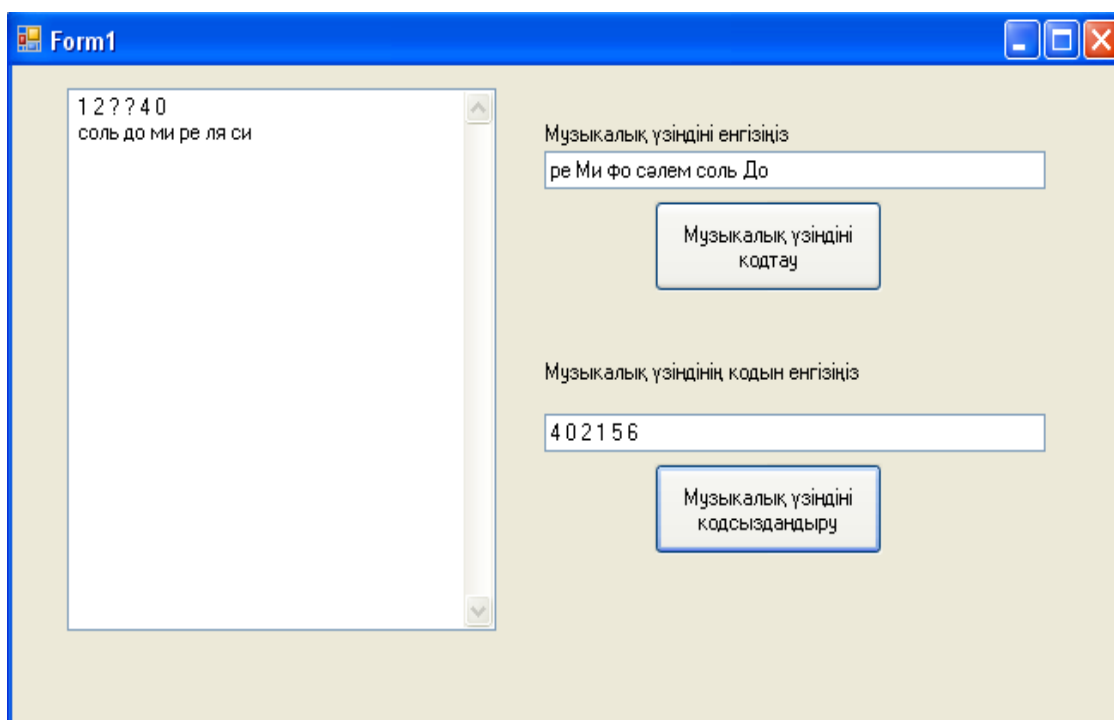 Form1
1 2 ? ? 4 0
соль до ми ре ля си
Музыкалық үзіндіні енгізіңіз
ре Ми фо сәлем соль До
Музыкалық үзіндіні
кодтау
Музыкалық үзіндінің кодын енгізіңіз
4 0 2 1 5 6
Музыкалық үзіндіні
кодсыздандыру